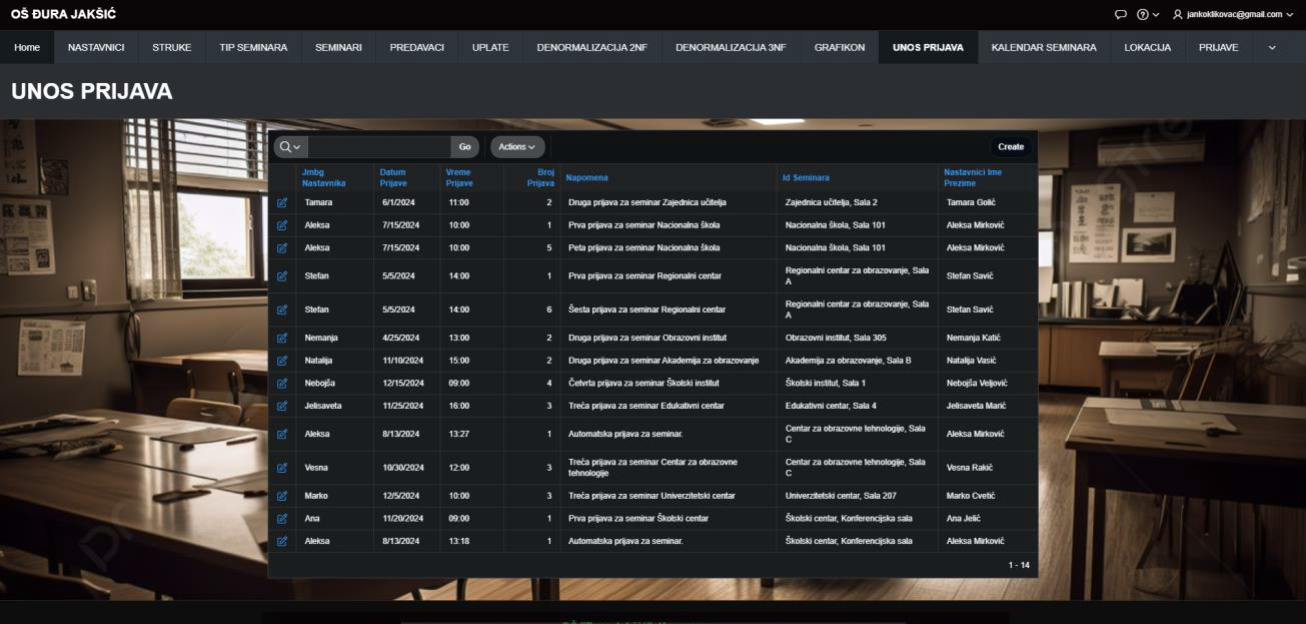 OŠ ĐURA JAKŠIĆ
jankoklikovac@gmail.com
Home NASTAVNICI STRUKE TIP SEMINARA SEMINARI PREDAVACI UPLATE DENORMALIZACIJA 2NF DENORMALIZACIJA 3NF GRAFIKON UNOS PRIJAVA KALENDAR SEMINARA LOKACIJA PRIJAVE
UNOS PRIJAVA
Go Actions Create
Jmbg Nastavnika Datum Prijave Vreme Prijave Broj Prijava Napomena Id Seminara Nastavnici Ime Prezime
Tamara 6/1/2024 11:00 2 Druga prijava za seminar Zajednica učitelja Zajednica učitelja, Sala 2 Tamara Golić
Aleksa 7/15/2024 10:00 1 Prva prijava za seminar Nacionalna škola Nacionalna škola, Sala 101 Aleksa Mirković
Aleksa 7/15/2024 10:00 5 Peta prijava za seminar Nacionalna škola Nacionalna škola, Sala 101 Aleksa Mirković
Stefan 5/5/2024 14:00 1 Prva prijava za seminar Regionalni centar Regionalni centar za obrazovanje, Sala A Stefan Savić
Stefan 5/5/2024 14:00 6 Šesta prijava za seminar Regionalni centar Regionalni centar za obrazovanje, Sala A Stefan Savić
Nemanja 4/25/2024 13:00 2 Druga prijava za seminar Obrazovni institut Obrazovni institut, Sala 305 Nemanja Katić
Natalija 11/10/2024 15:00 2 Druga prijava za seminar Akademija za obrazovanje Akademija za obrazovanje, Sala B Natalija Vasić
Nebojša 12/15/2024 09:00 4 Četvrta prijava za seminar Školski institut Školski institut, Sala 1 Nebojša Veljović
Jelisaveta 11/25/2024 16:00 3 Treća prijava za seminar Edukativni centar Edukativni centar, Sala 4 Jelisaveta Marić
Aleksa 8/13/2024 13:27 1 Automatska prijava za seminar. Centar za obrazovne tehnologije, Sala C Aleksa Mirković
Vesna 10/30/2024 12:00 3 Treća prijava za seminar Centar za obrazovne tehnologije Centar za obrazovne tehnologije, Sala C Vesna Rakić
Marko 12/5/2024 10:00 3 Treća prijava za seminar Univerzitetski centar Univerzitetski centar, Sala 207 Marko Cvetić
Ana 11/20/2024 09:00 1 Prva prijava za seminar Školski centar Školski centar, Konferencijska sala Ana Jelić
Aleksa 8/13/2024 13:18 1 Automatska prijava za seminar. Školski centar, Konferencijska sala Aleksa Mirković
1 - 14